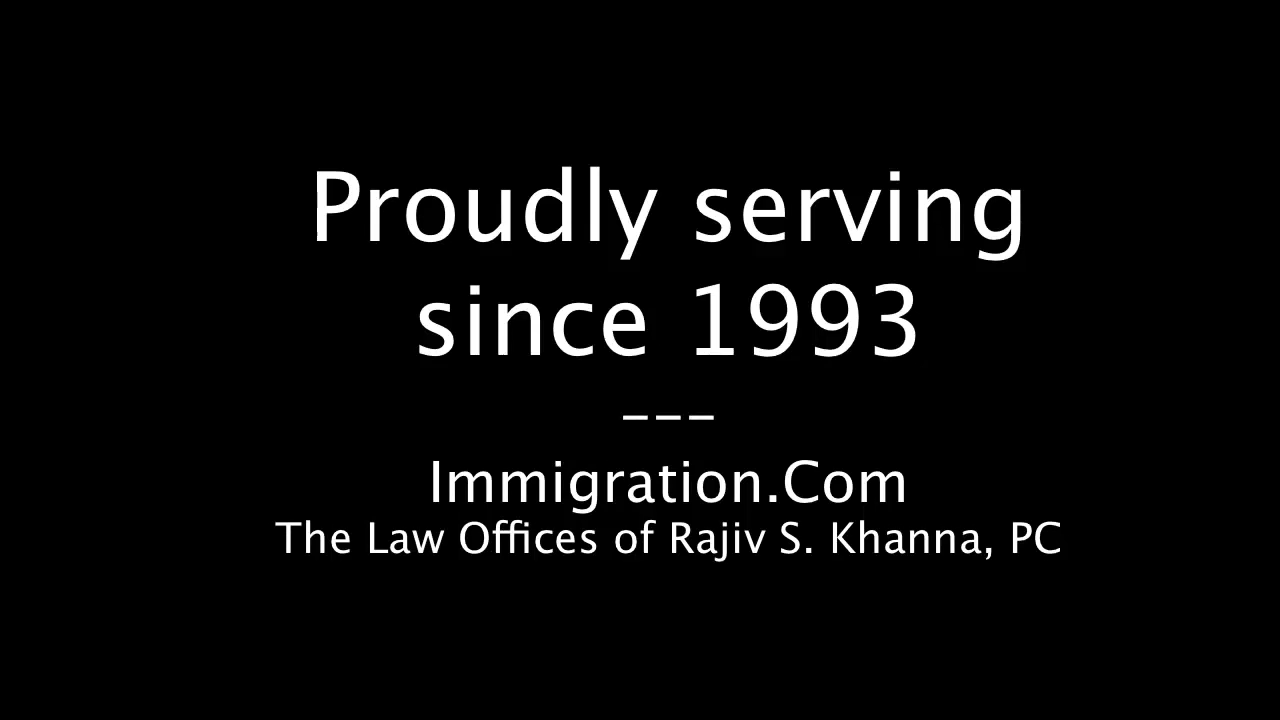 Proudly serving
since 1993
---
Immigration.Com
The Law Offices of Rajiv S. Khanna, PC